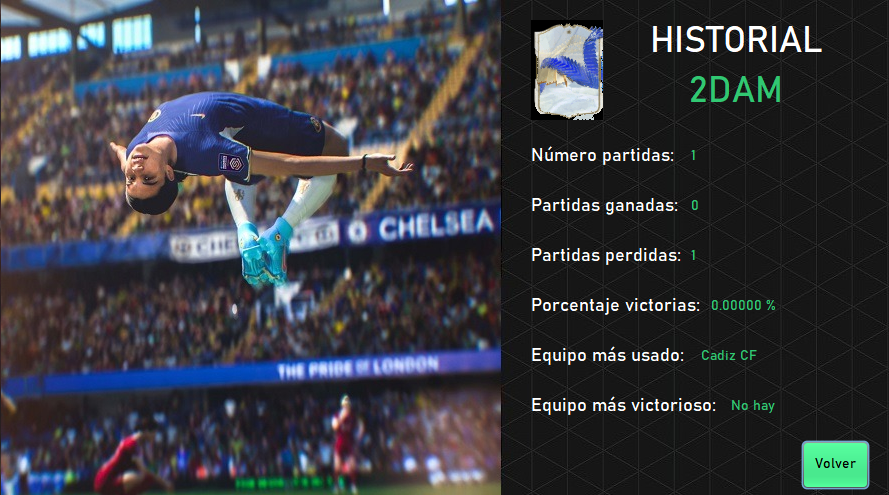 HISTORIAL
2DAM
Número partidas: 1
Partidas ganadas: 0
Partidas perdidas: 1
Porcentaje victorias: 0.00000 %
Equipo más usado: Cadiz CF
Equipo más victorioso: No hay
Volver
CHELSEA
THE PRIDE OF LONDON